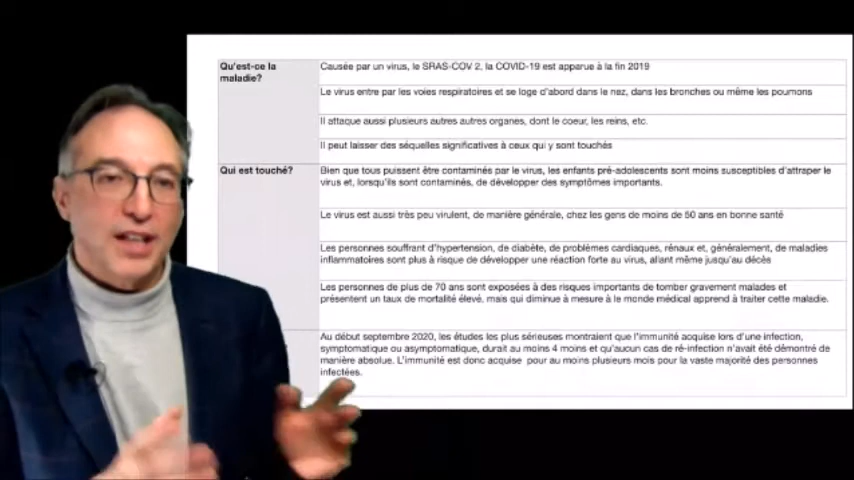 Qu'est-ce la
maladie?
Causée par un virus, le SRAS-COV 2, la COVID-19 est apparue à la fin 2019
Le virus entre par les voies respiratoires et se loge d'abord dans le nez, dans les bronches ou même les poumons
Il attaque aussi plusieurs autres autres organes, dont le coeur, les reins, etc.
Il peut laisser des séquelles significatives à ceux qui y sont touchés
Qui est touché?
Bien que tous puissent être contaminés par le virus, les enfants pré-adolescents sont moins susceptibles d'attraper le
virus et, lorsqu'ils sont contaminés, de développer des symptômes importants.
Le virus est aussi très peu virulent, de manière générale, chez les gens de moins de 50 ans en bonne santé
Les personnes souffrant d'hypertension, de diabète, de problèmes cardiaques, rénaux et, généralement, de maladies
inflammatoires sont plus à risque de développer une réaction forte au virus, allant même jusqu'au décès
Les personnes de plus de 70 ans sont exposées à des risques importants de tomber gravement malades et
présentent un taux de mortalité élevé, mais qui diminue à mesure à le monde médical apprend à traiter cette maladie.
Au début septembre 2020, les études les plus sérieuses montraient que l'immunité acquise lors d'une infection,
symptomatique ou asymptomatique, durait au moins 4 moins et qu'aucun cas de ré-infection n'avait été démontré de
manière absolue. L'immunité est donc acquise pour au moins plusieurs mois pour la vaste majorité des personnes
infectées.